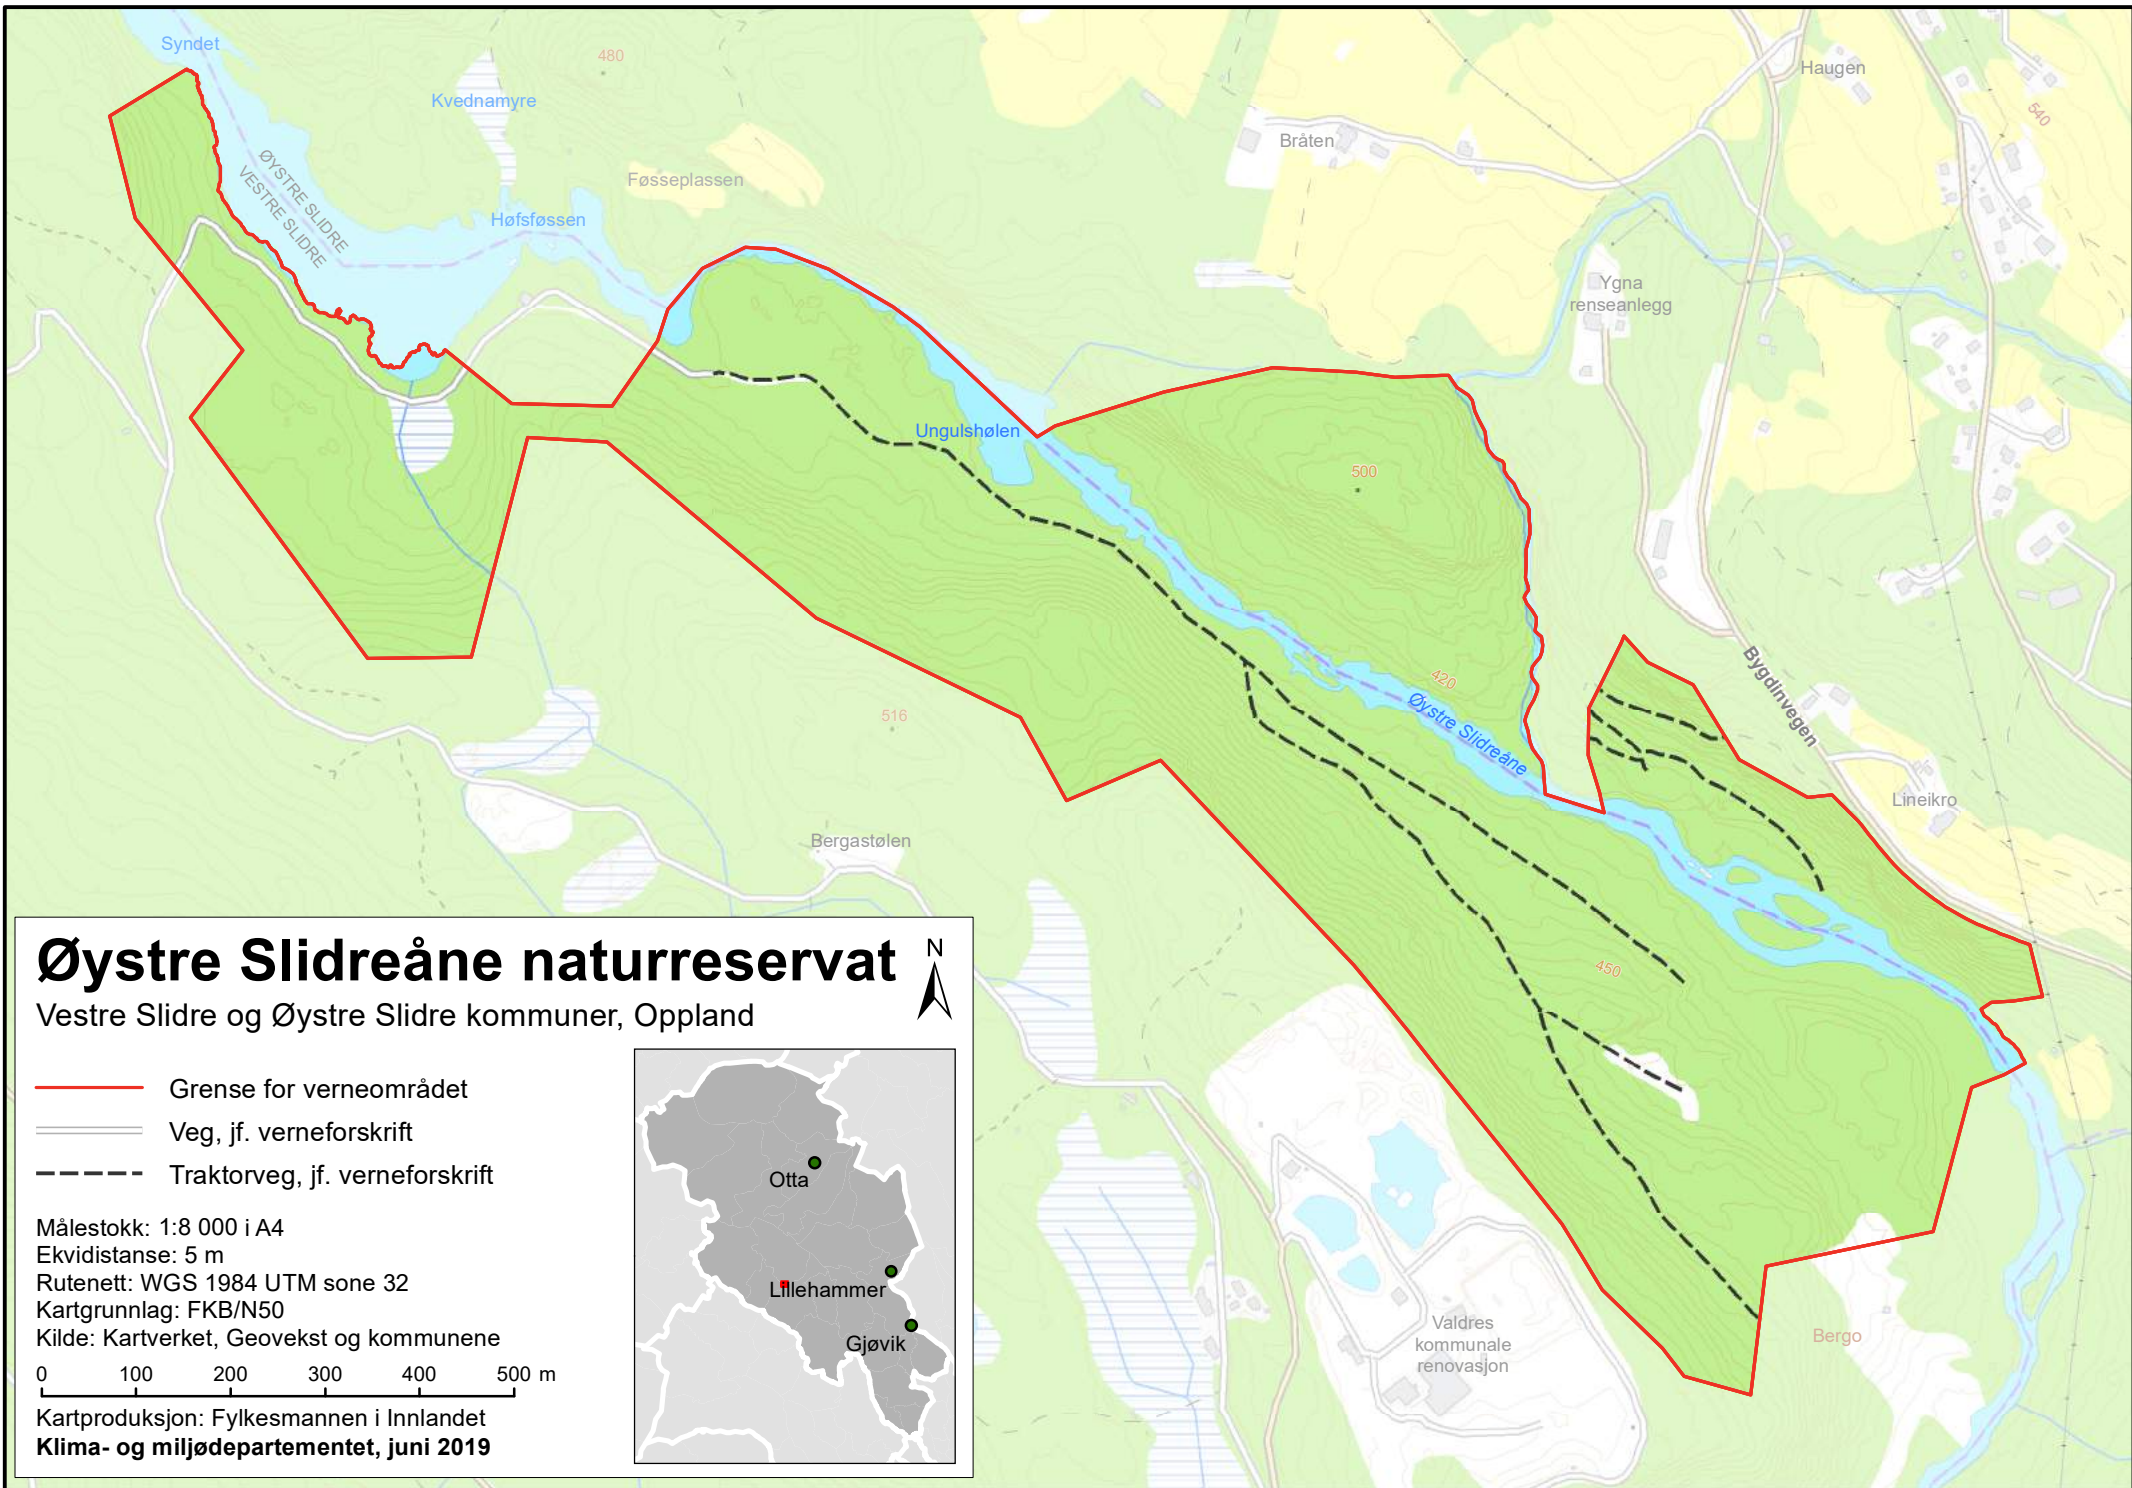 Syndet
480
Kvednamyre
Haugen
540
Bråten
ØYSTRE SLIDRE
VESTRE SLIDRE
Føsseplassen
Høfsføssen
Ygna
renseanlegg
Ungulshølen
500
420
Øystre Slidreåne
Bygdinvegen
516
Lineikro
Bergastølen
450
Valdres
kommunale
renovasjon
Bergo
Øystre Slidreåne naturreservat
N
Vestre Slidre og Øystre Slidre kommuner, Oppland
Grense for verneområdet
Veg, jf. verneforskrift
Traktorveg, jf. verneforskrift
Otta
Lillehammer
Gjøvik
Målestokk: 1:8 000 i A4
Ekvidistanse: 5 m
Rutenett: WGS 1984 UTM sone 32
Kartgrunnlag: FKB/N50
Kilde: Kartverket, Geovekst og kommunene
0 100 200 300 400 500 m
Kartproduksjon: Fylkesmannen i Innlandet
Klima- og miljødepartementet, juni 2019